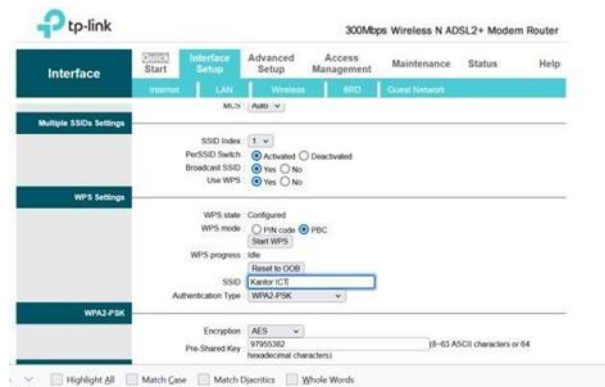 tp-link
300Mbps Wireless N ADSL2+ Modem Router
Interface
Quick Start
Interface Setup
Advanced Setup
Access Management
Maintenance
Status
Help
Internet
LAN
Wireless
6RD
Guest Network
MCS : Auto
Multiple SSIDs Settings
SSID Index : 1
PerSSID Switch : Activated Deactivated
Broadcast SSID : Yes No
Use WPS : Yes No
WPS Settings
WPS state : Configured
WPS mode : PIN code PBC
Start WPS
WPS progress : Idle
Reset to OOB
SSID : Kantor ICT
Authentication Type : WPA2-PSK
WPA2-PSK
Encryption : AES
Pre-Shared Key : 97955382 (8~63 ASCII characters or 64
hexadecimal characters)
Highlight All Match Case Match Diacritics Whole Words